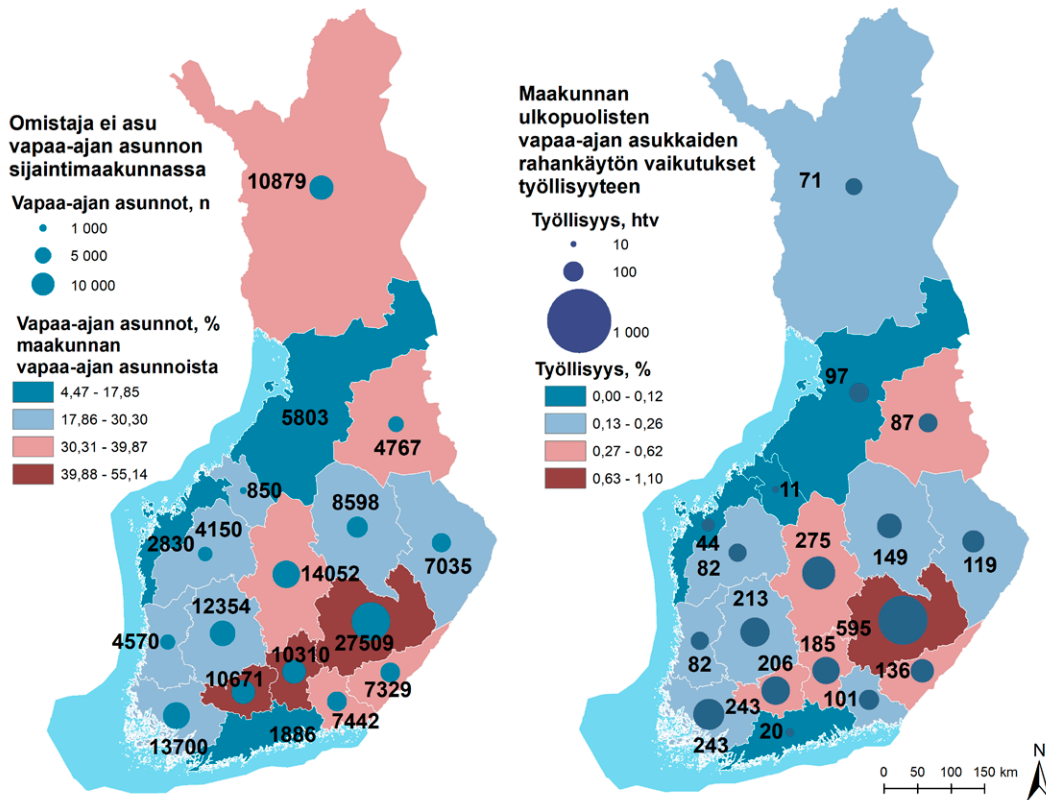 Omistaja ei asu
vapaa-ajan asunnon
sijaintimaakunnassa
Vapaa-ajan asunnot, n
1 000
5 000
10 000
Vapaa-ajan asunnot, %
maakunnan
vapaa-ajan asunnoista
4,47 - 17,85
17,86 - 30,30
30,31 - 39,87
39,88 - 55,14
10879
5803
4767
850
8598
4150
2830
7035
14052
12354
4570
27509
10310
10671
7329
7442
13700
1886
Maakunnan
ulkopuolisten
vapaa-ajan asukkaiden
rahankäytön vaikutukset
työllisyyteen
Työllisyys, htv
10
100
1 000
Työllisyys, %
0,00 - 0,12
0,13 - 0,26
0,27 - 0,62
0,63 - 1,10
71
97
87
11
44
275
82
149
119
213
595
82
185
206
136
243
101
243
20
N
0 50 100 150 km